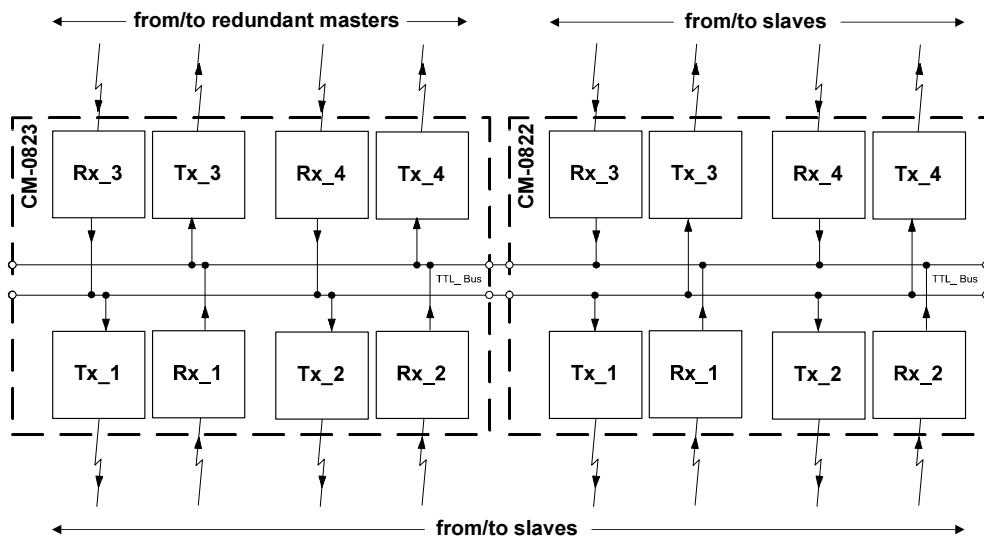 from/to redundant masters
from/to slaves
CM-0823
Rx_3
Tx_3
Rx_4
Tx_4
CM-0822
Rx_3
Tx_3
Rx_4
Tx_4
TTL_ Bus
TTL_ Bus
Tx_1
Rx_1
Tx_2
Rx_2
Tx_1
Rx_1
Tx_2
Rx_2
from/to slaves